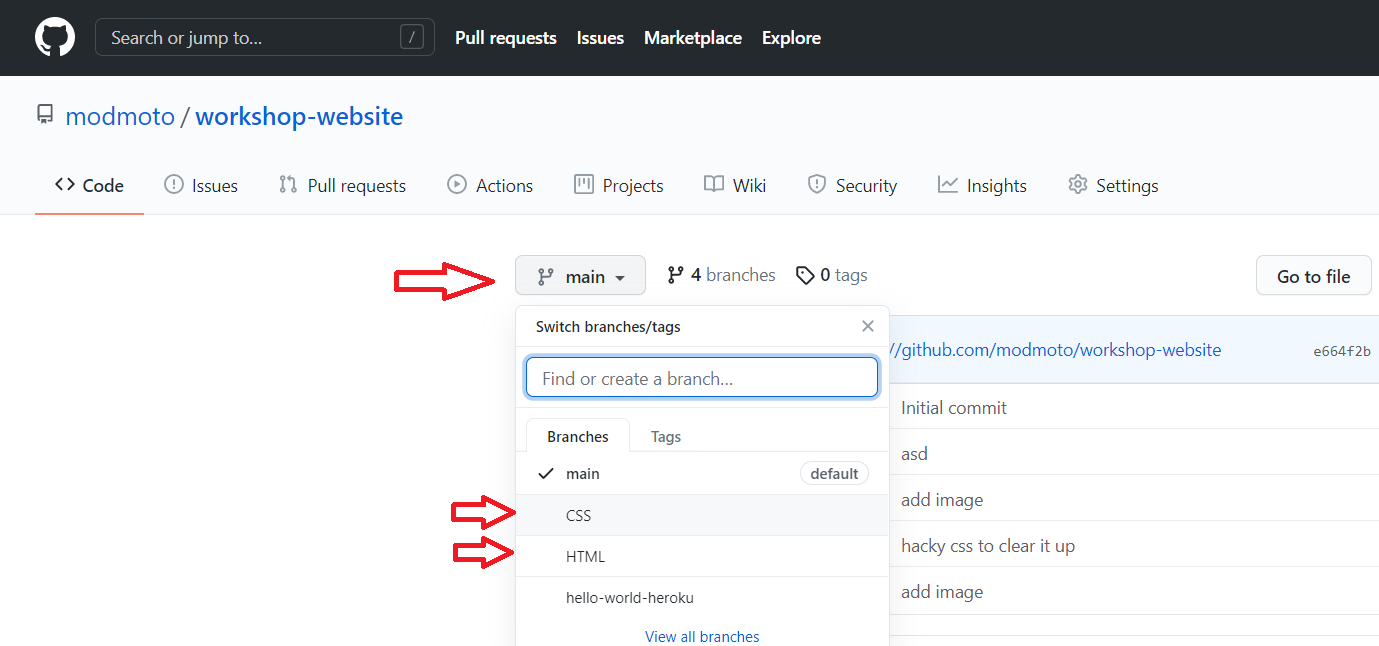 Search or jump to... /
Pull requests Issues Marketplace Explore
modmoto / workshop-website
Code Issues Pull requests Actions Projects Wiki Security Insights Settings
main 4 branches 0 tags Go to file
Switch branches/tags
//github.com/modmoto/workshop-website e664f2b
Find or create a branch...
Initial commit
Branches Tags
asd
main default
add image
CSS
hacky css to clear it up
HTML
add image
hello-world-heroku
View all branches